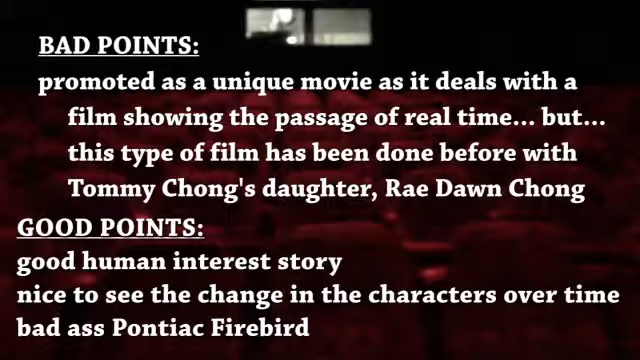 BAD POINTS:
promoted as a unique movie as it deals with a
film showing the passage of real time... but...
this type of film has been done before with
Tommy Chong's daughter, Rae Dawn Chong
GOOD POINTS:
good human interest story
nice to see the change in the characters over time
bad ass Pontiac Firebird